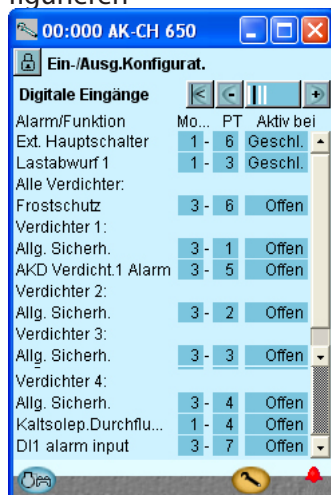 figurieren
00:000 AK-CH 650
Ein-/Ausg.Konfigurat.
Digitale Eingänge
Alarm/Funktion Mo... PT Aktiv bei
Ext. Hauptschalter 1 - 6 Geschl.
Lastabwurf 1 1 - 3 Geschl.
Alle Verdichter:
Frostschutz 3 - 6 Offen
Verdichter 1:
Allg. Sicherh. 3 - 1 Offen
AKD Verdicht.1 Alarm 3 - 5 Offen
Verdichter 2:
Allg. Sicherh. 3 - 2 Offen
Verdichter 3:
Allg. Sicherh. 3 - 3 Offen
Verdichter 4:
Allg. Sicherh. 3 - 4 Offen
Kaltsolep.Durchflu... 1 - 4 Offen
DI1 alarm input 3 - 7 Offen